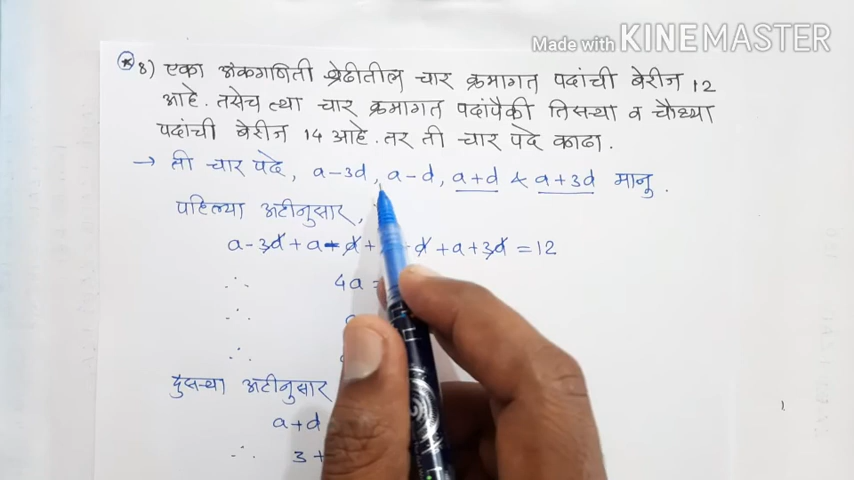 Made with KINEMASTER
* 8) एका अंकगणिती श्रेढीतील चार क्रमागत पदांची बेरीज 12
आहे. तसेच त्या चार क्रमागत पदांपैकी तिसऱ्या व चौथ्या
पदांची बेरीज 14 आहे. तर ती चार पदे काढा.
→ ती चार पदे, a-3d, a-d, a+d & a+3d मानू.
पहिल्या अटीनुसार,
a-3d+a-d+ d+a+3d=12
∴ 4a =
∴
∴
दुसऱ्या अटीनुसार
a+d
∴ 3+